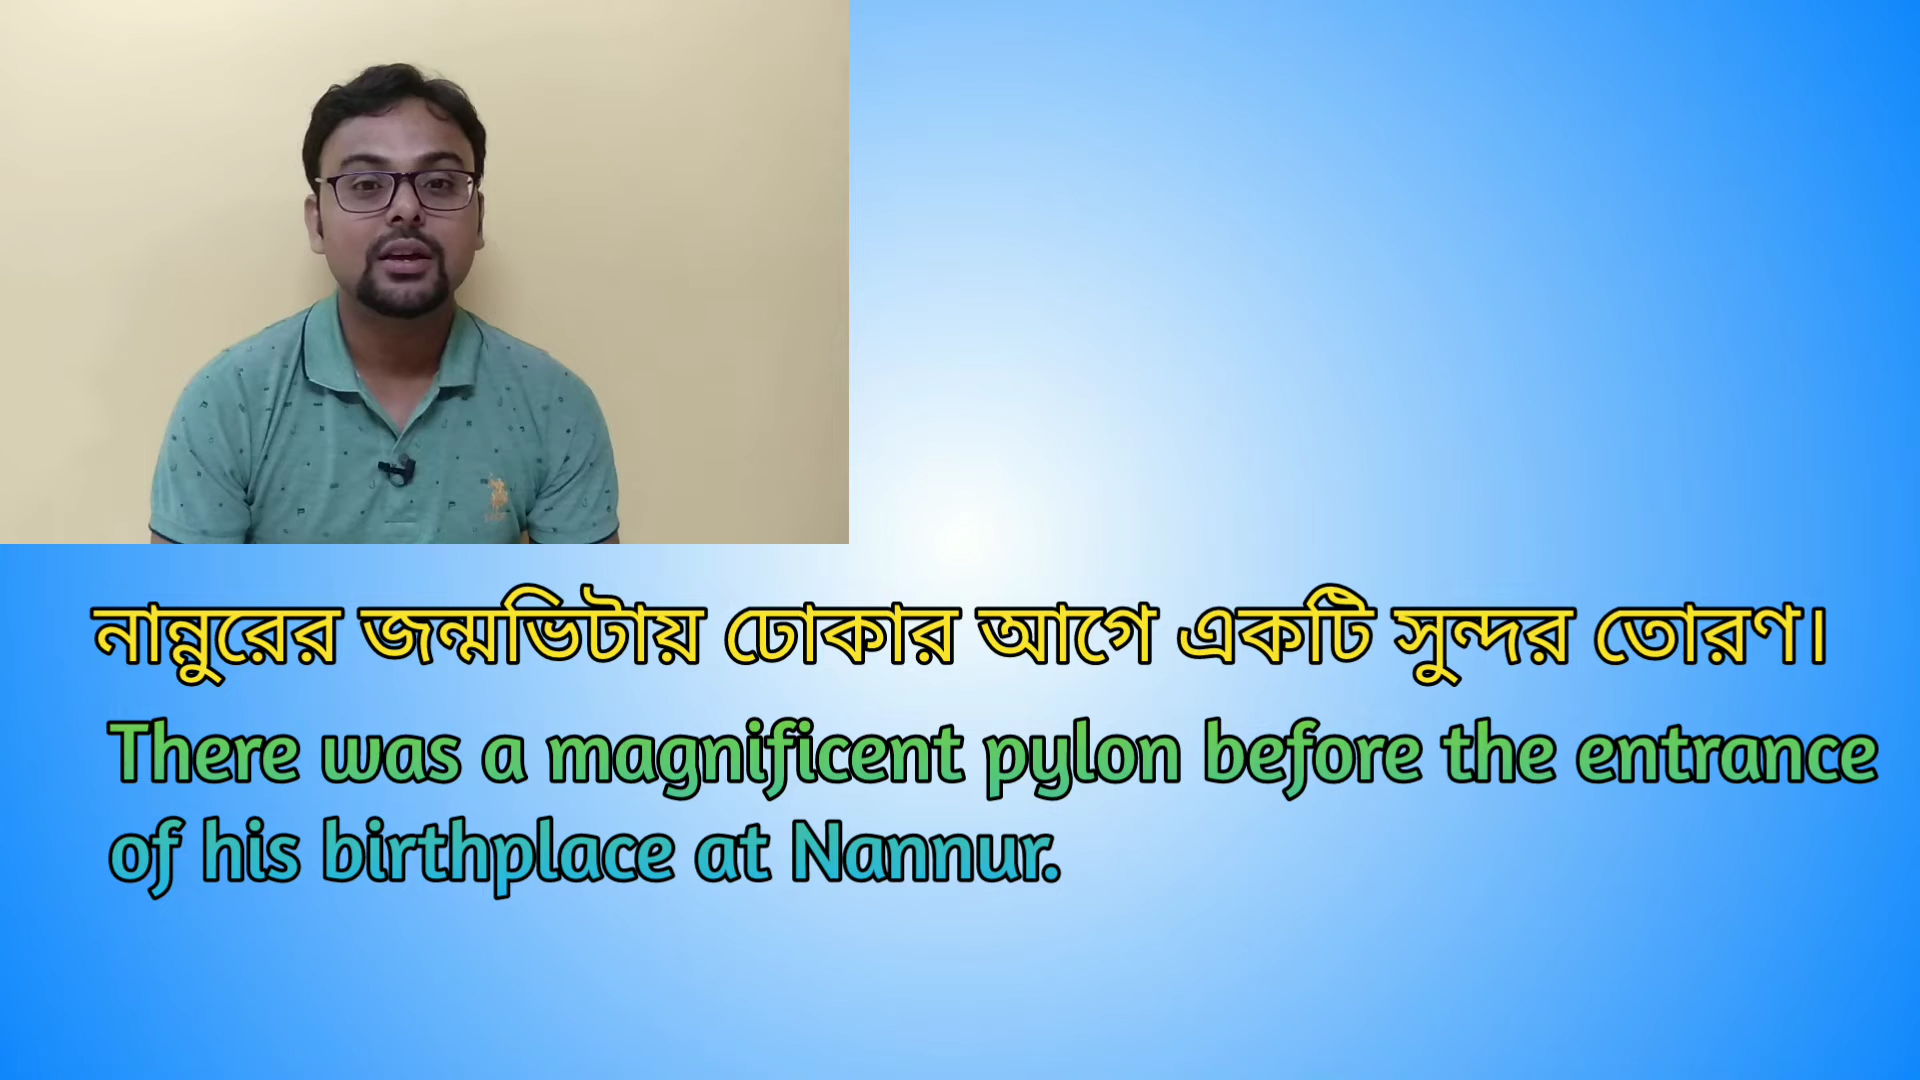 নান্নুরের জন্মভিটায় ঢোকার আগে একটি সুন্দর তোরণ।
There was a magnificent pylon before the entrance
of his birthplace at Nannur.